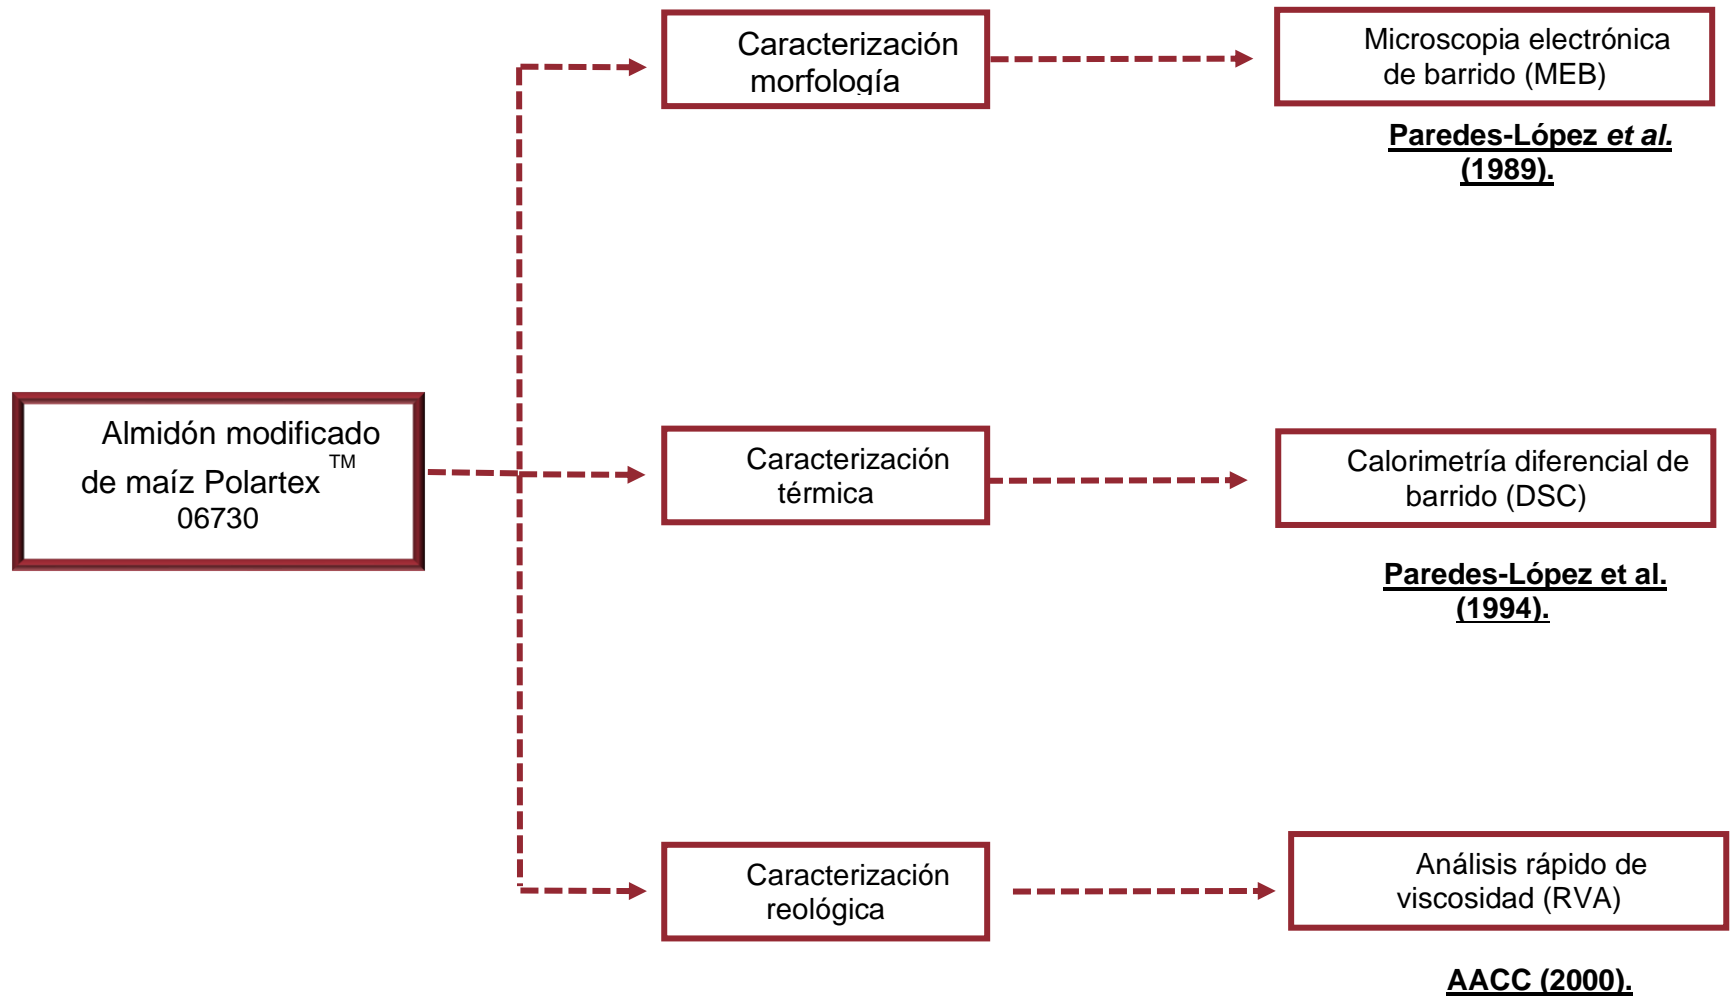 Caracterización
morfología
Microscopia electrónica
de barrido (MEB)
Paredes-López et al.
(1989).
Almidón modificado
de maíz Polartex TM
06730
Caracterización
térmica
Calorimetría diferencial de
barrido (DSC)
Paredes-López et al.
(1994).
Caracterización
reológica
Análisis rápido de
viscosidad (RVA)
AACC (2000).